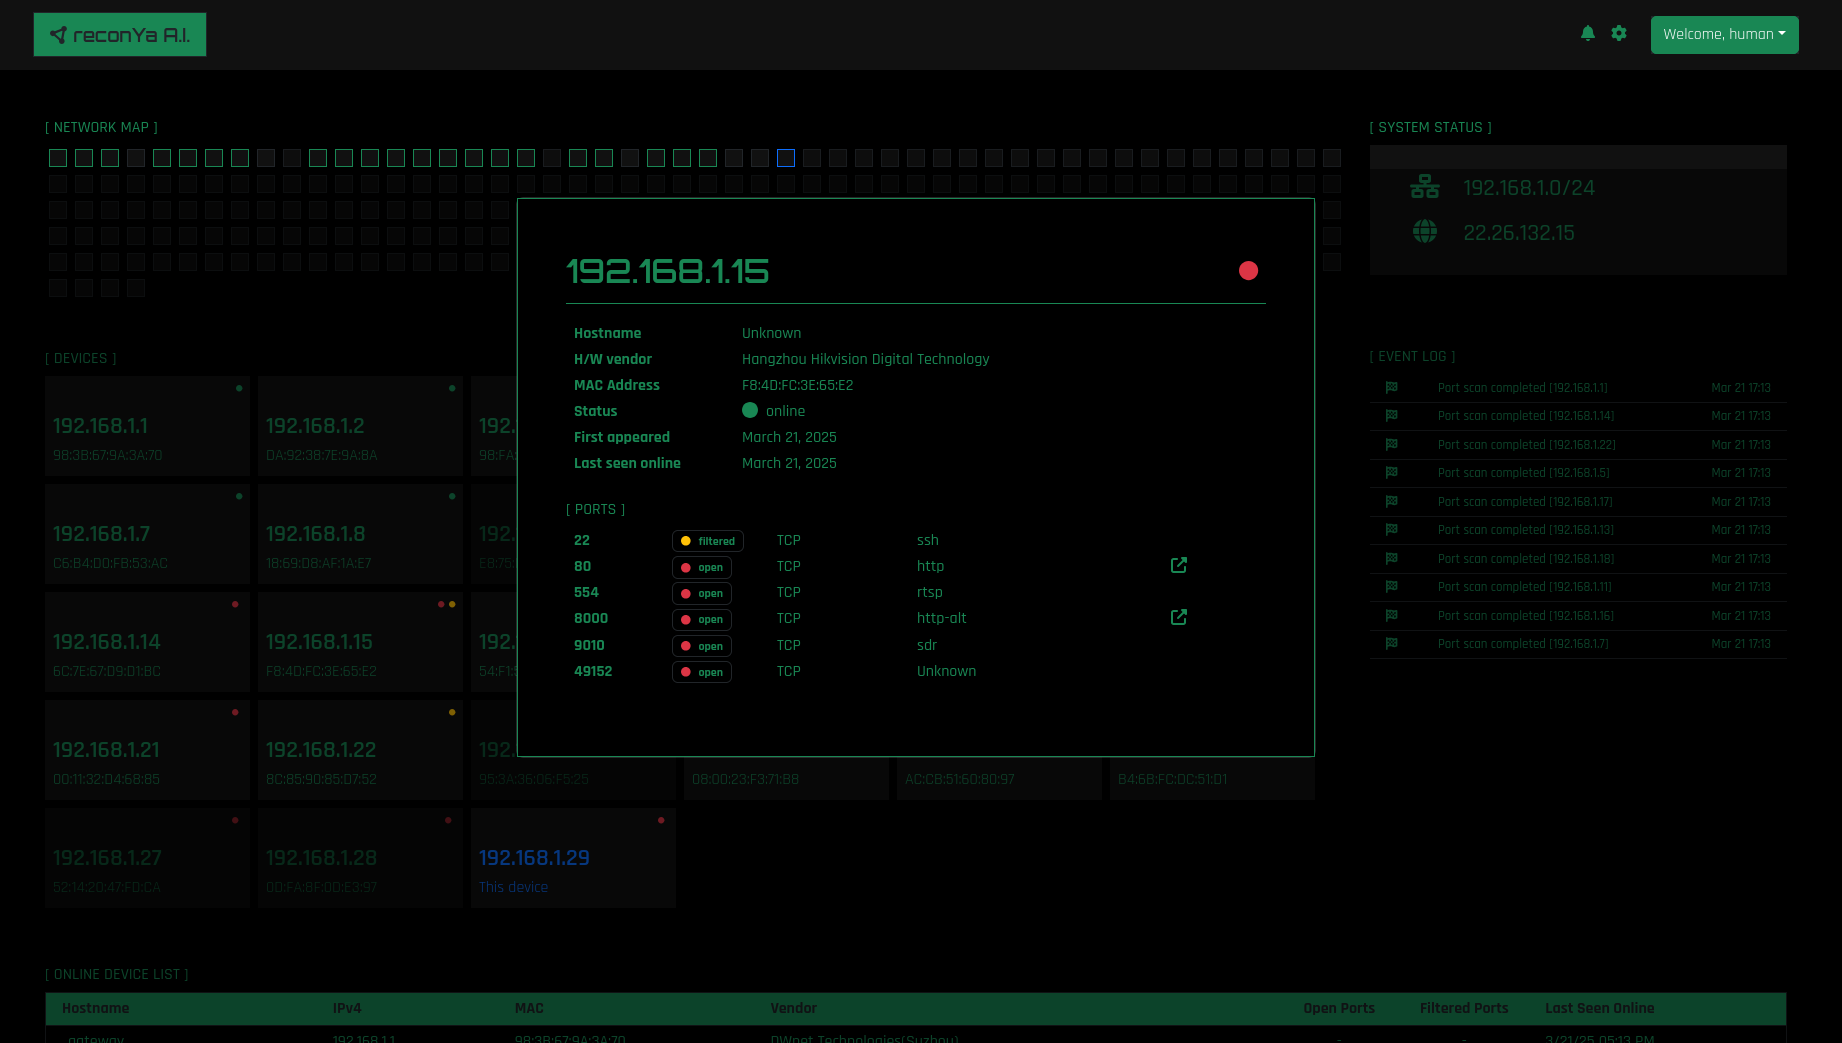 reconYa A.I.
Welcome, human
[ NETWORK MAP ]
[ SYSTEM STATUS ]
192.168.1.0/24
22.26.132.15
192.168.1.15
Hostname Unknown
H/W vendor Hangzhou Hikvision Digital Technology
MAC Address F8:4D:FC:3E:65:E2
Status online
First appeared March 21, 2025
Last seen online March 21, 2025
[ PORTS ]
22 filtered TCP ssh
80 open TCP http
554 open TCP rtsp
8000 open TCP http-alt
9010 open TCP sdr
49152 open TCP Unknown
[ DEVICES ]
192.168.1.1
98:3B:67:9A:3A:70
192.168.1.2
DA:92:38:7E:9A:BA
192.
98:FA:
192.168.1.7
C6:B4:D0:FB:53:AC
192.168.1.8
18:69:D8:AF:1A:E7
192.
E8:75:
192.168.1.14
6C:7E:67:D9:D1:BC
192.168.1.15
F8:4D:FC:3E:65:E2
192.
54:F1:5
192.168.1.21
00:11:32:D4:6B:85
192.168.1.22
8C:85:90:85:D7:52
192.
95:3A:36:06:F5:25
08:00:23:F3:71:88
AC:CB:51:60:80:97
B4:6B:FC:DC:51:D1
192.168.1.27
52:14:20:47:FD:CA
192.168.1.28
0D:FA:8F:0D:E3:97
192.168.1.29
This device
[ EVENT LOG ]
Port scan completed [192.168.1.1] Mar 21 17:13
Port scan completed [192.168.1.14] Mar 21 17:13
Port scan completed [192.168.1.22] Mar 21 17:13
Port scan completed [192.168.1.5] Mar 21 17:13
Port scan completed [192.168.1.17] Mar 21 17:13
Port scan completed [192.168.1.13] Mar 21 17:13
Port scan completed [192.168.1.18] Mar 21 17:13
Port scan completed [192.168.1.11] Mar 21 17:13
Port scan completed [192.168.1.16] Mar 21 17:13
Port scan completed [192.168.1.7] Mar 21 17:13
[ ONLINE DEVICE LIST ]
Hostname IPv4 MAC Vendor Open Ports Filtered Ports Last Seen Online
_gateway 192.168.1.1 98:3B:67:9A:3A:70 DWnet Technologies(Suzhou) - - 3/21/25 05:13 PM